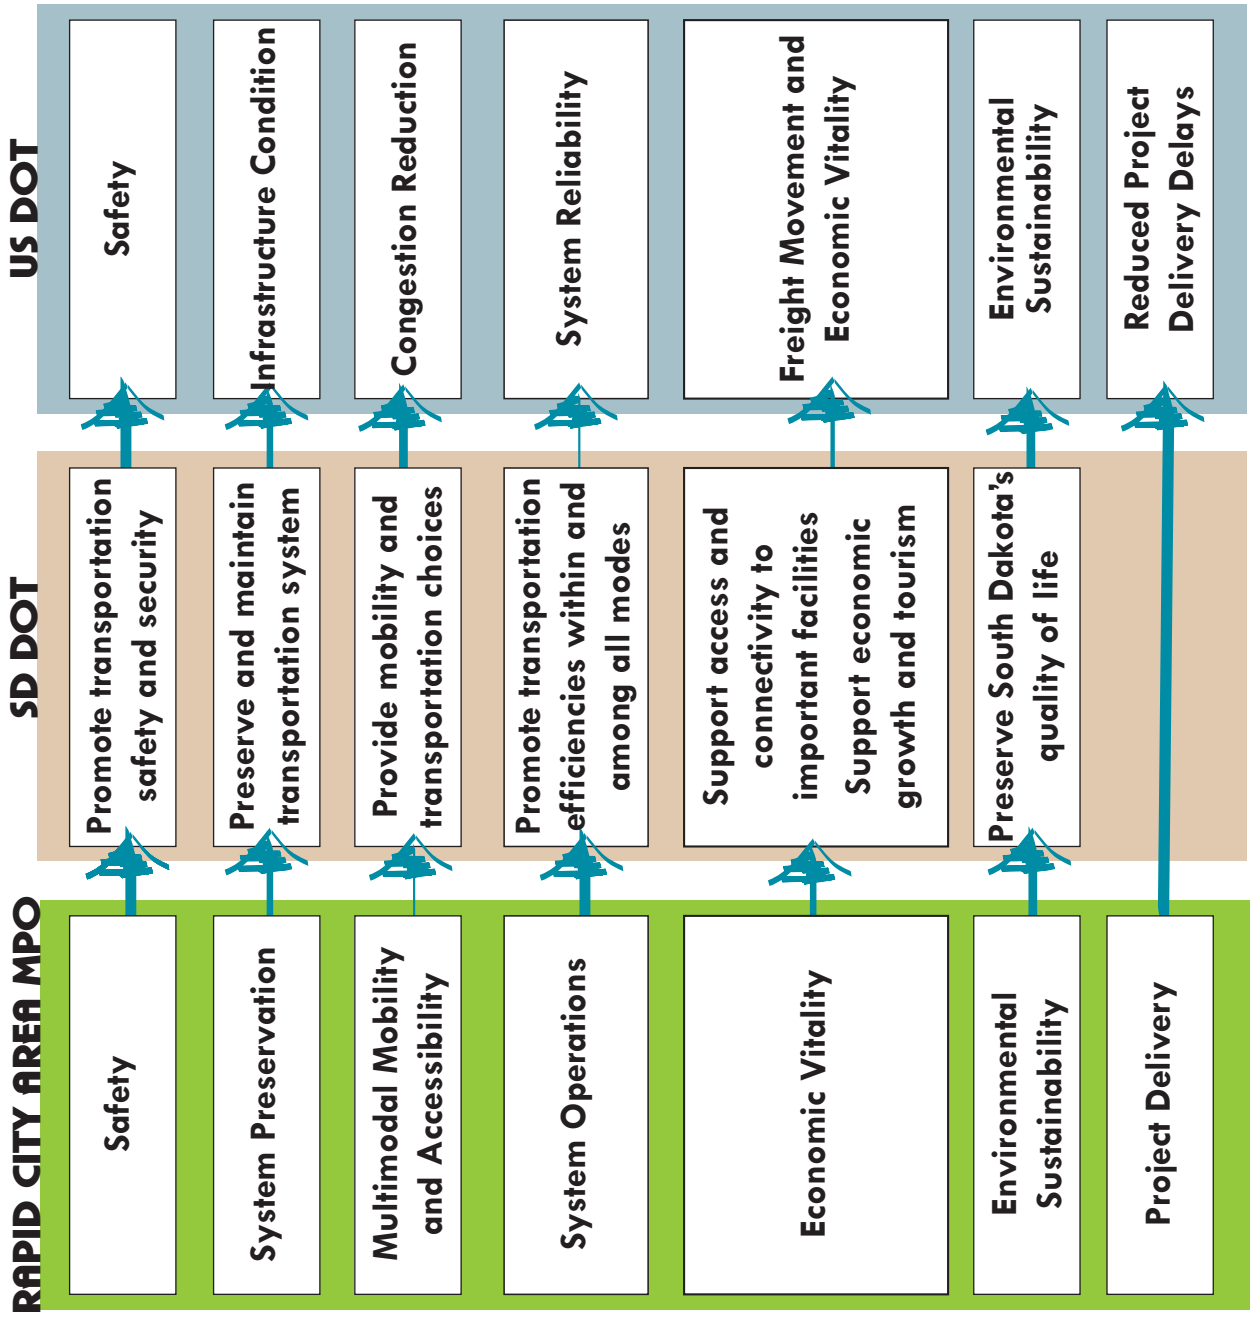 RAPID CITY AREA MPO
SD DOT
US DOT
Safety
Promote transportation
safety and security
Safety
System Preservation
Preserve and maintain
transportation system
Infrastructure Condition
Multimodal Mobility
and Accessibility
Provide mobility and
transportation choices
Congestion Reduction
System Operations
Promote transportation
efficiencies within and
among all modes
System Reliability
Economic Vitality
Support access and
connectivity to
important facilities
Support economic
growth and tourism
Freight Movement and
Economic Vitality
Environmental
Sustainability
Preserve South Dakota's
quality of life
Environmental
Sustainability
Project Delivery
Reduced Project
Delivery Delays